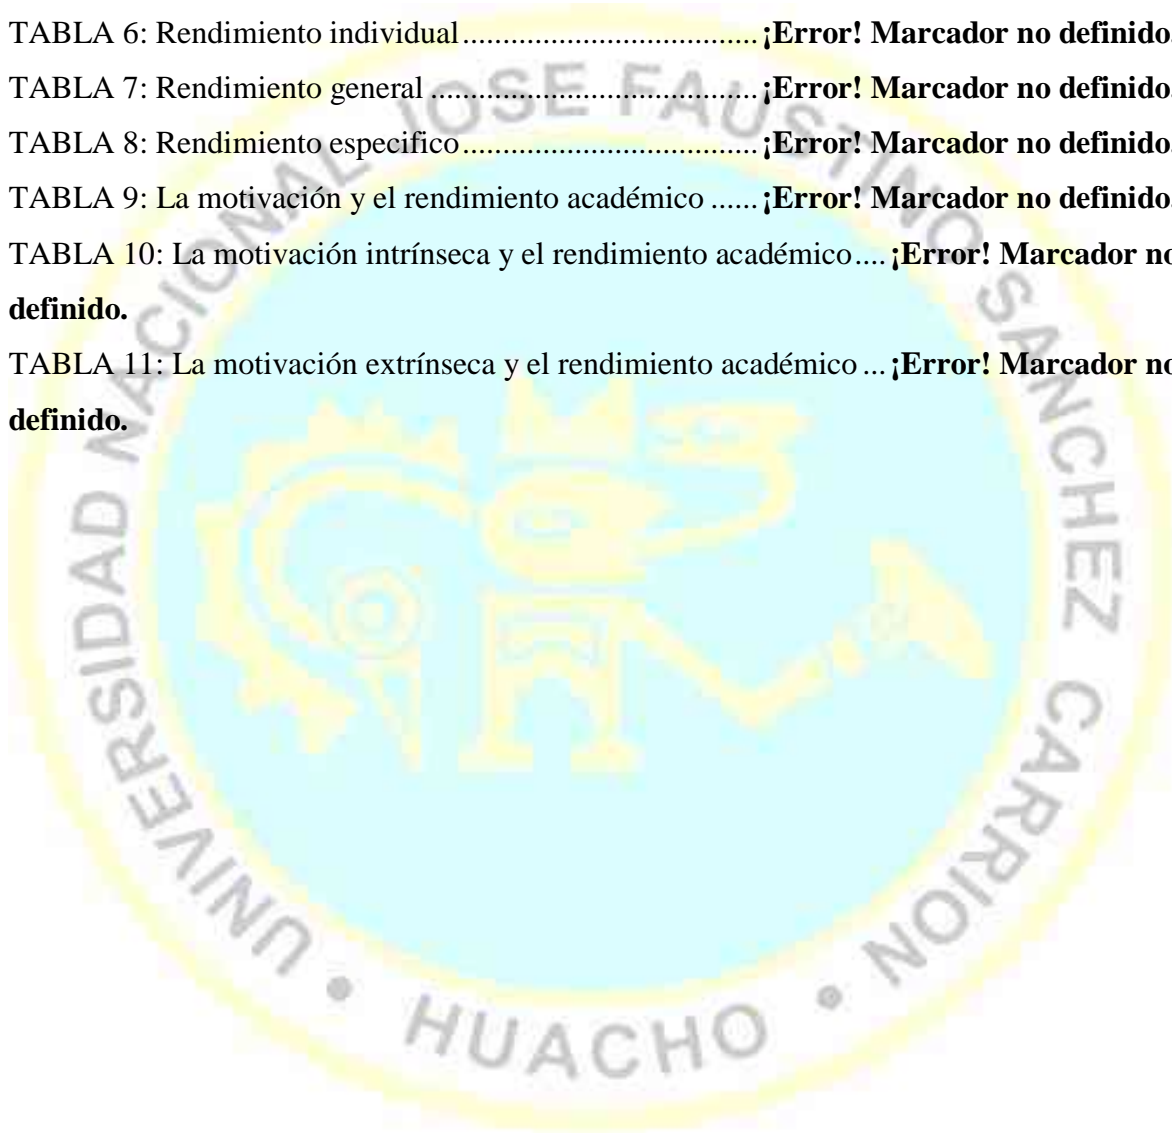 TABLA 6: Rendimiento individual.................................... ¡Error! Marcador no definido.
TABLA 7: Rendimiento general ........................................ ¡Error! Marcador no definido.
TABLA 8: Rendimiento especifico.................................... ¡Error! Marcador no definido.
TABLA 9: La motivación y el rendimiento académico ...... ¡Error! Marcador no definido.
TABLA 10: La motivación intrínseca y el rendimiento académico.... ¡Error! Marcador no
definido.
TABLA 11: La motivación extrínseca y el rendimiento académico ... ¡Error! Marcador no
definido.
UNIVERSIDAD NACIONAL JOSE FAUSTINO SANCHEZ CARRION
• HUACHO •